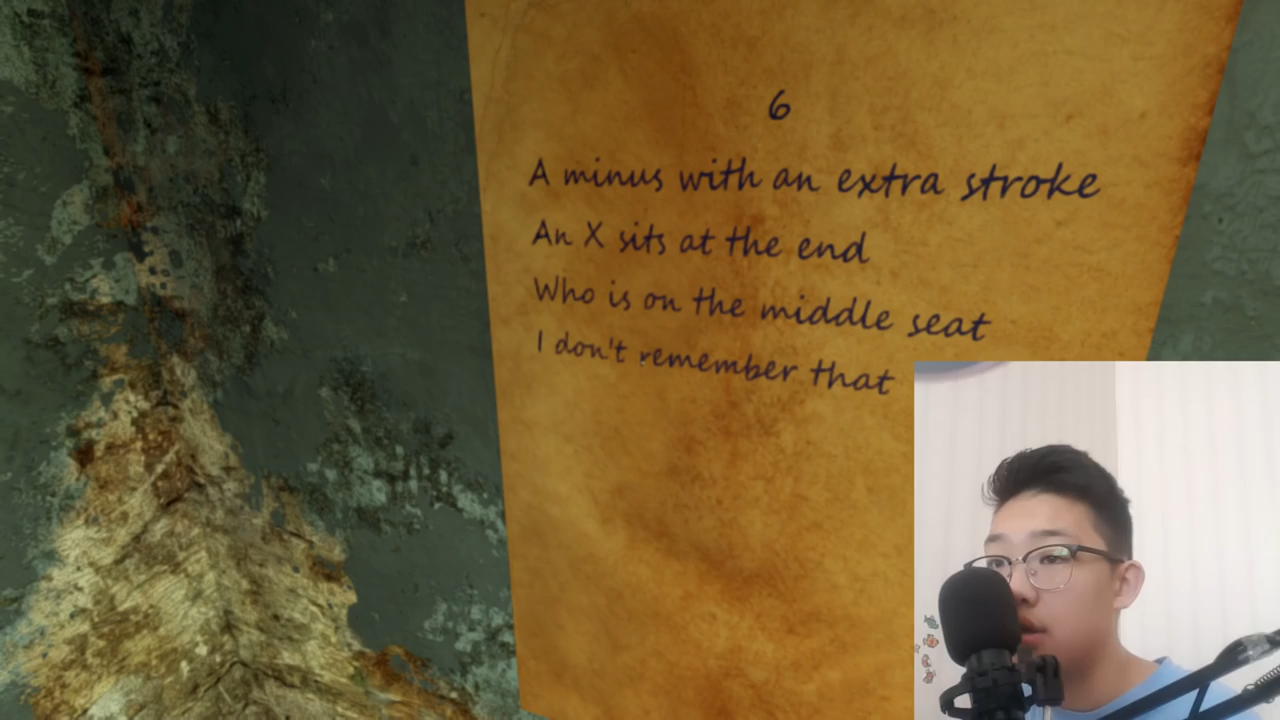 6
A minus with an extra stroke
An X sits at the end
Who is on the middle seat
I don't remember that